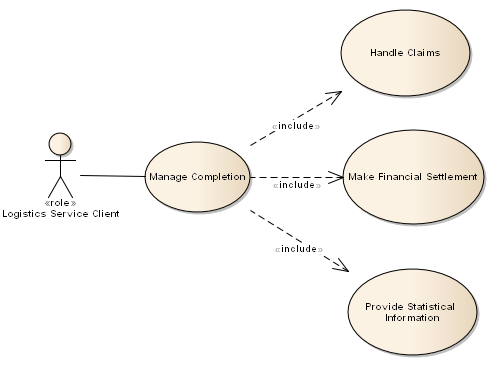 Handle Claims
«include»
Manage Completion
Make Financial Settlement
«include»
«role»
Logistics Service Client
«include»
Provide Statistical
Information